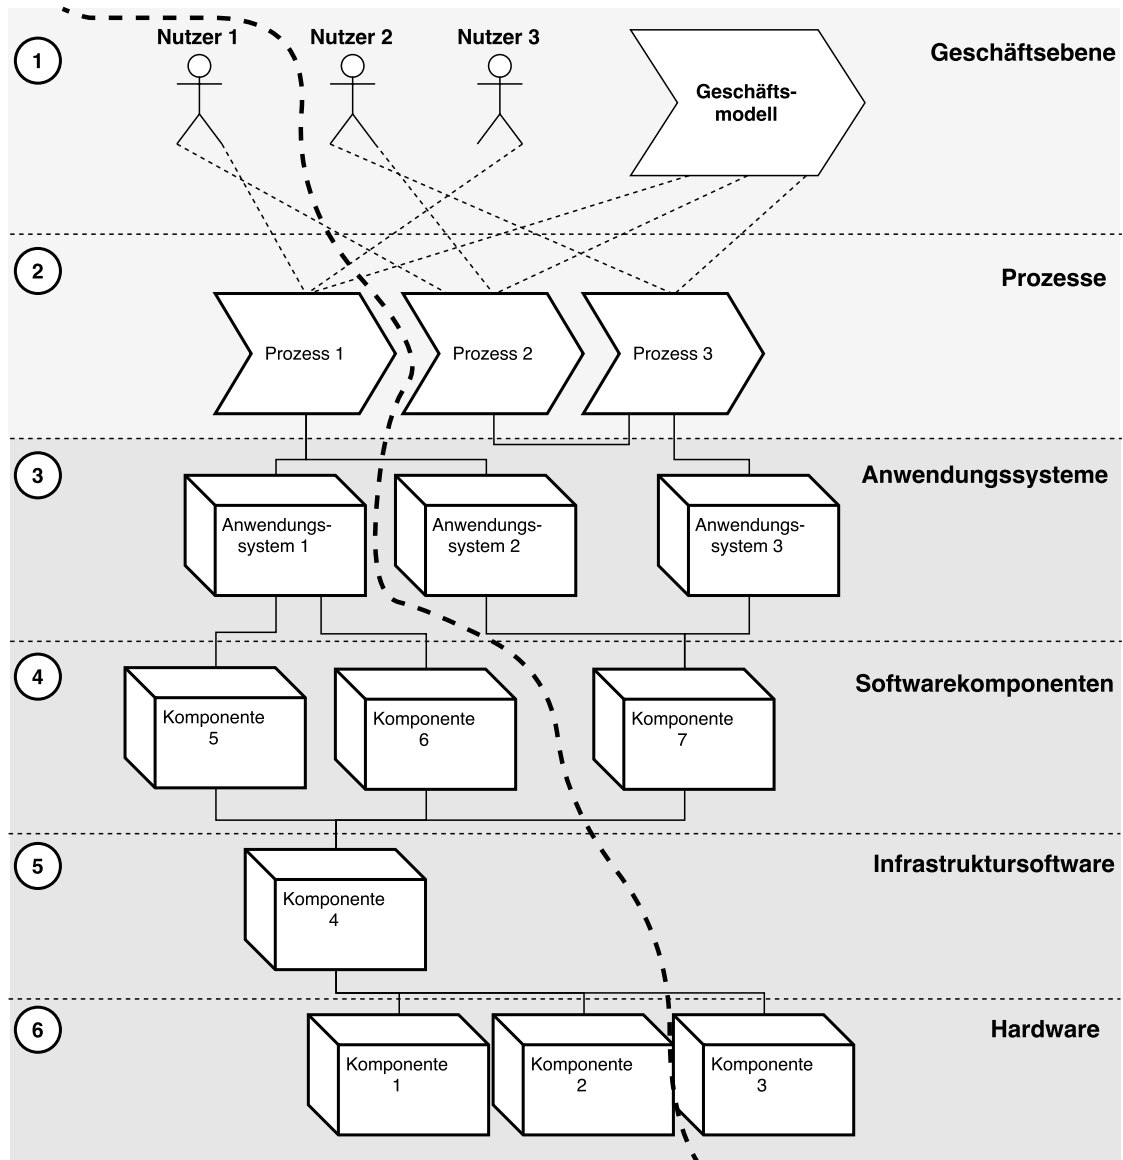 Nutzer 1
Nutzer 2
Nutzer 3
1
Geschäfts-
modell
Geschäftsebene
2
Prozesse
Prozess 1
Prozess 2
Prozess 3
3
Anwendungssysteme
Anwendungs-
system 1
Anwendungs-
system 2
Anwendungs-
system 3
4
Softwarekomponenten
Komponente
5
Komponente
6
Komponente
7
5
Infrastruktursoftware
Komponente
4
6
Hardware
Komponente
1
Komponente
2
Komponente
3